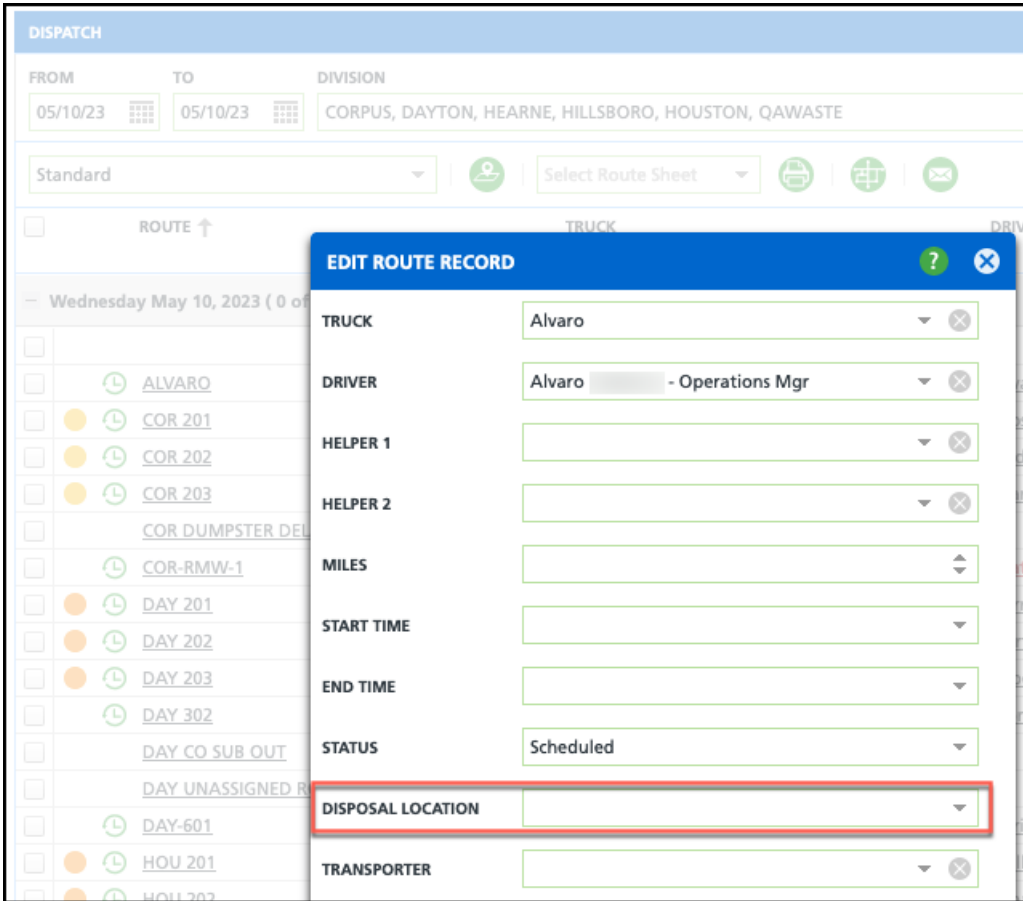 DISPATCH
FROM TO DIVISION
05/10/23 05/10/23 CORPUS, DAYTON, HEARNE, HILLSBORO, HOUSTON, QAWASTE
Standard Select Route Sheet
ROUTE TRUCK
EDIT ROUTE RECORD ?
Wednesday May 10, 2023 ( 0 of
TRUCK Alvaro
ALVARO DRIVER Alvaro - Operations Mgr
COR 201
HELPER 1
COR 202
COR 203 HELPER 2
COR DUMPSTER DEL
COR-RMW-1 MILES
DAY 201
START TIME
DAY 202
DAY 203 END TIME
DAY 302
DAY CO SUB OUT STATUS Scheduled
DAY UNASSIGNED
DISPOSAL LOCATION
DAY-601
HOU 201 TRANSPORTER
HOU 202